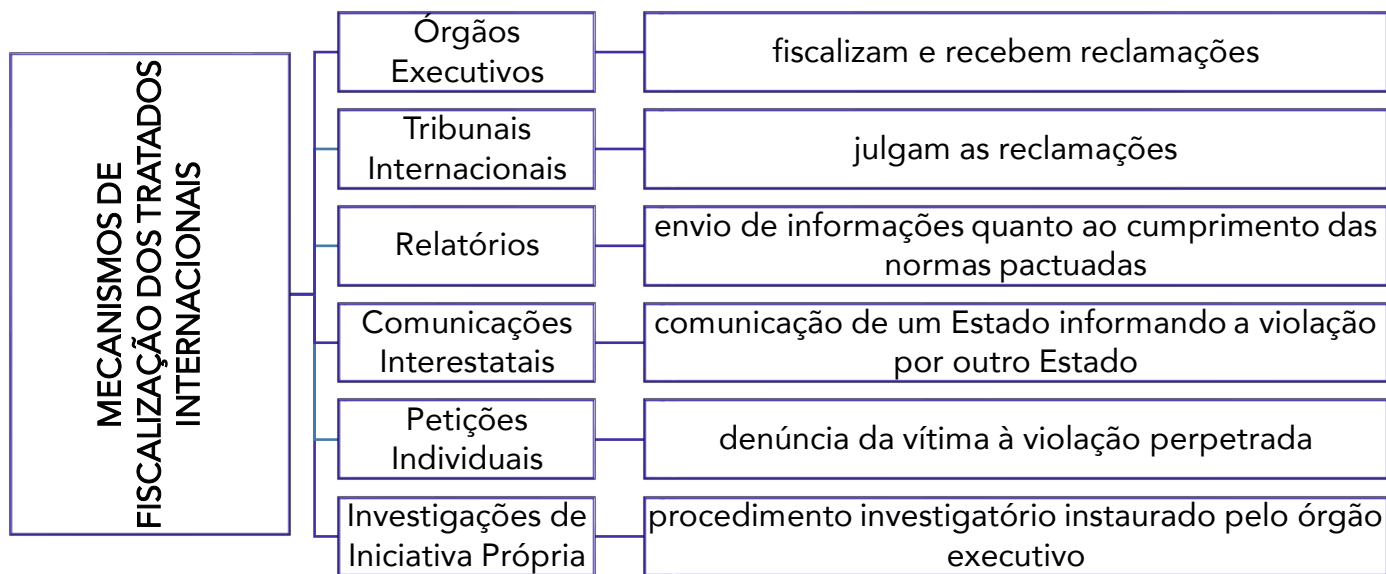 MECANISMOS DE
FISCALIZAÇÃO DOS TRATADOS
INTERNACIONAIS
Órgãos
Executivos
fiscalizam e recebem reclamações
Tribunais
Internacionais
julgam as reclamações
Relatórios
envio de informações quanto ao cumprimento das
normas pactuadas
Comunicações
Interestatais
comunicação de um Estado informando a violação
por outro Estado
Petições
Individuais
denúncia da vítima à violação perpetrada
Investigações de
Iniciativa Própria
procedimento investigatório instaurado pelo órgão
executivo